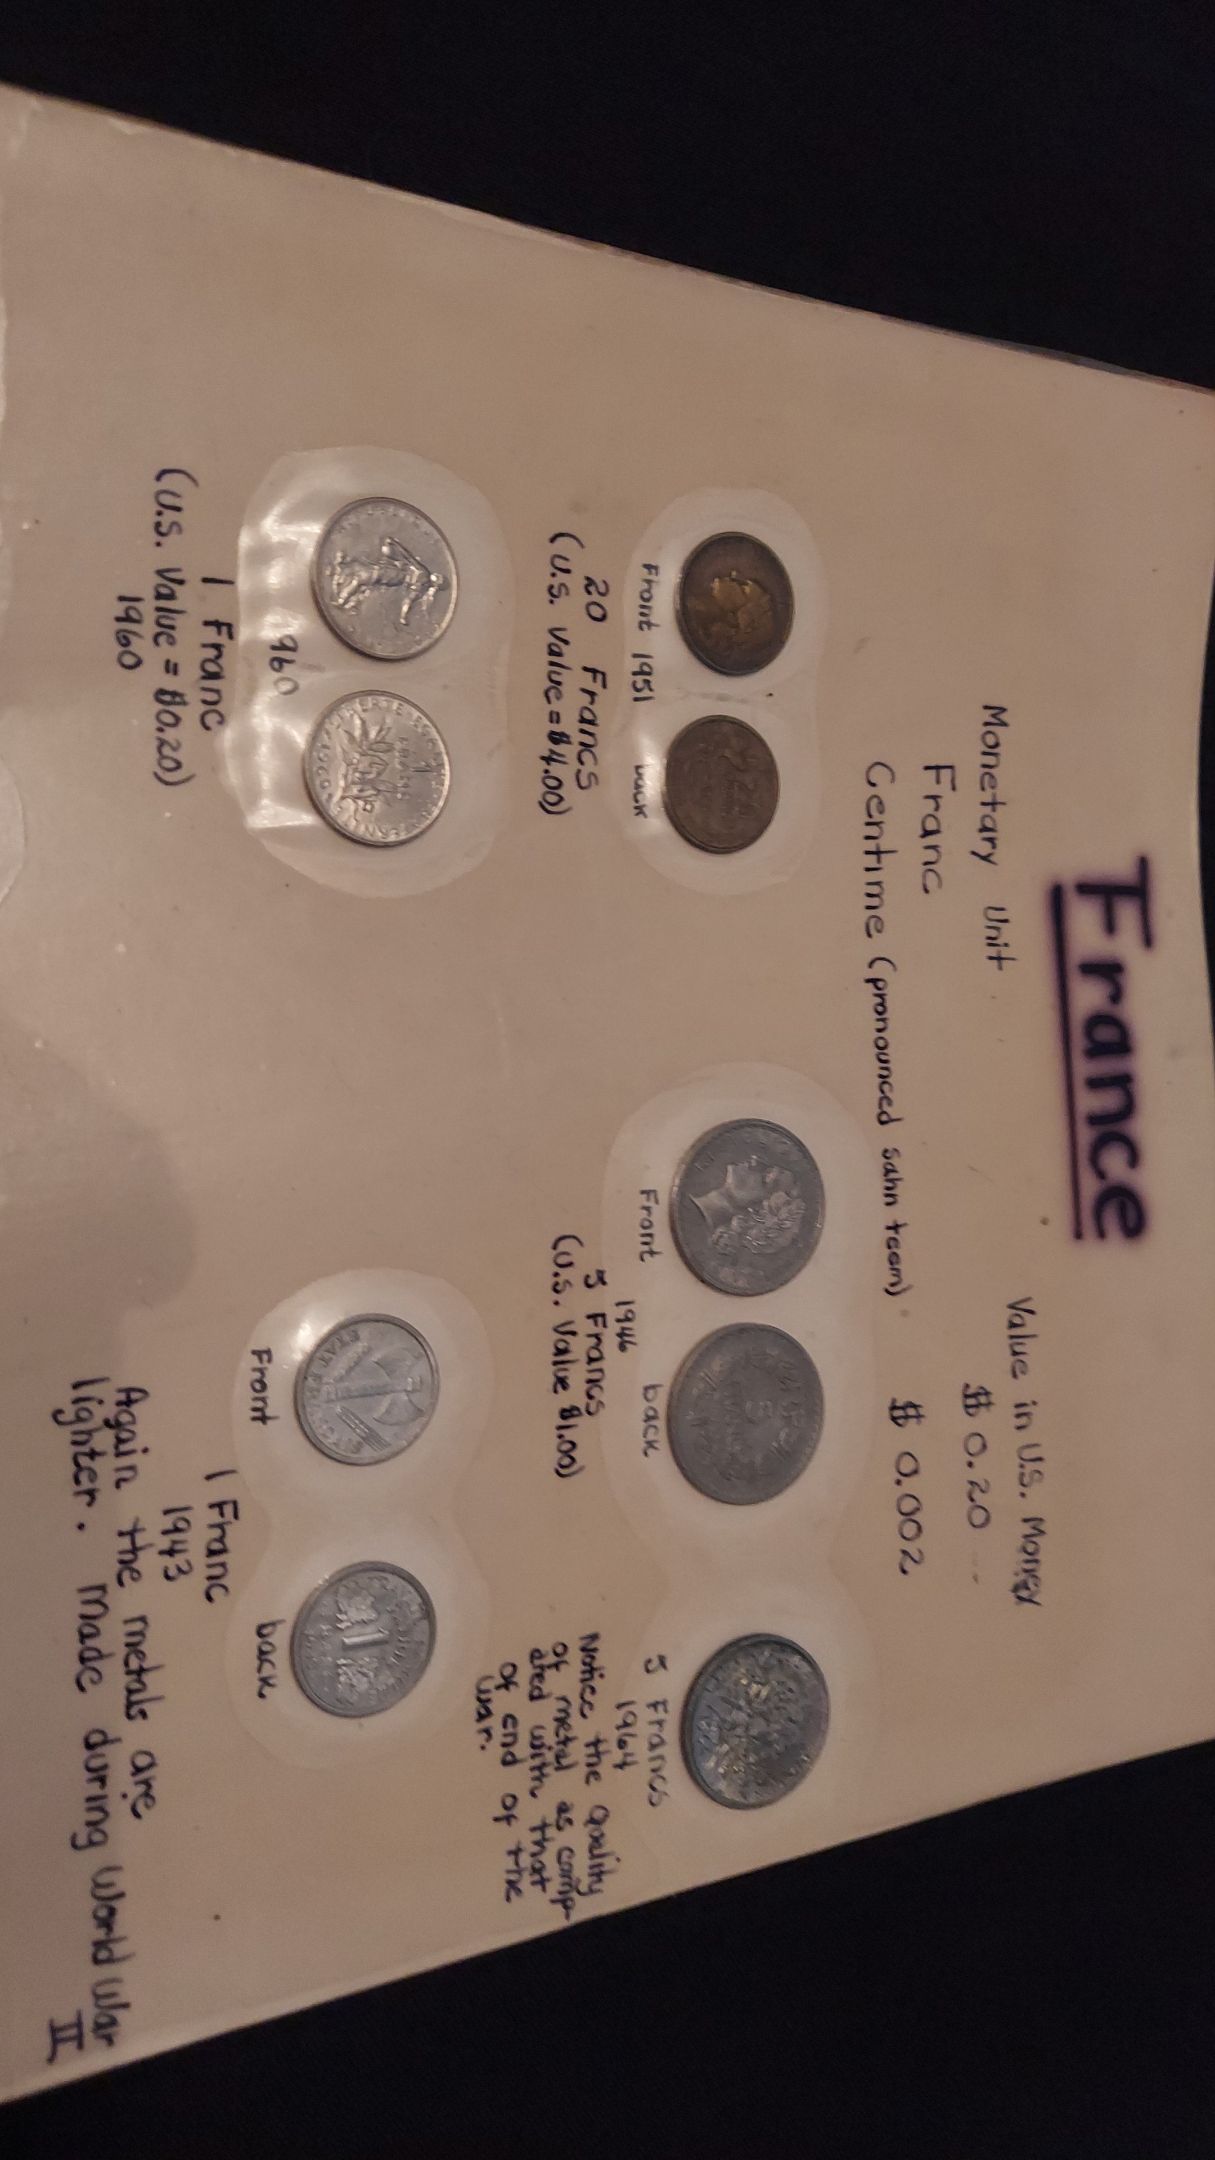 France
Monetary Unit
Value in U.S. Money
Franc
$ 0.20
Centime (pronounced sahn teem)
$ 0.002
Front 1951 back
20 Francs
(U.S. Value = $4.00)
Front back
1946
5 Francs
(U.S. Value $1.00)
5 Francs
1964
Notice the quality
of metal as comp-
ared with that
of end of the
war.
960
1 Franc
(U.S. Value = $0.20)
1960
LIBERTE
FRANC
Front back
1 Franc
1943
Again the metals are
lighter. Made during World War
II